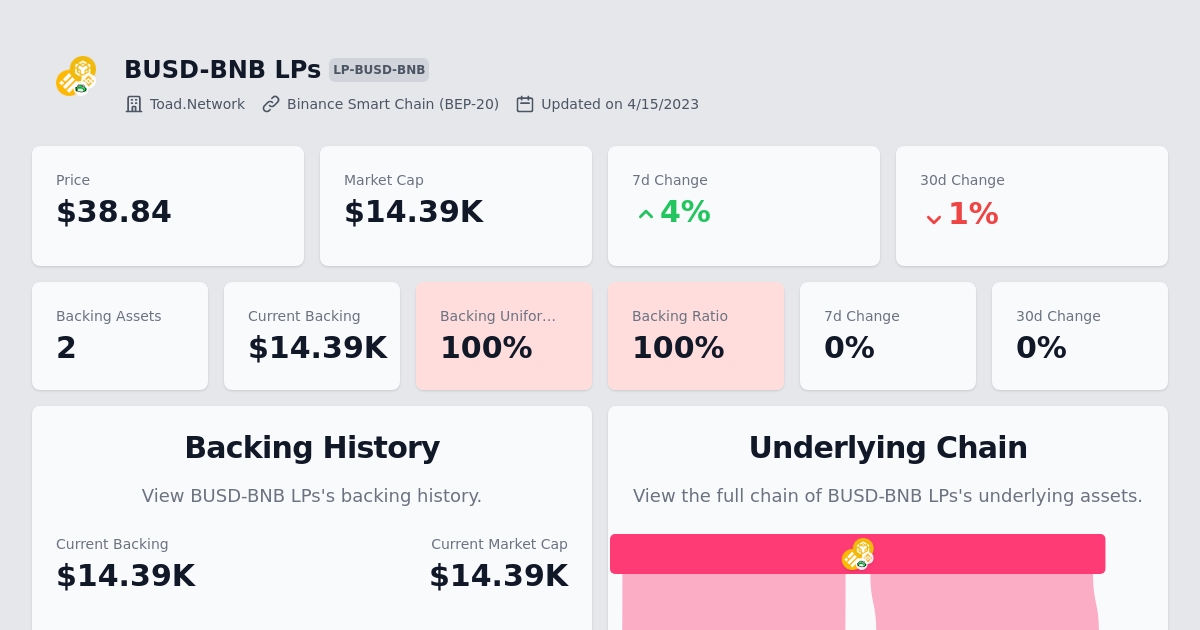 BUSD-BNB LPs LP-BUSD-BNB
Toad.Network Binance Smart Chain (BEP-20) Updated on 4/15/2023
Price
$38.84
Market Cap
$14.39K
7d Change
4%
30d Change
1%
Backing Assets
2
Current Backing
$14.39K
Backing Unifor...
100%
Backing Ratio
100%
7d Change
0%
30d Change
0%
Backing History
View BUSD-BNB LPs's backing history.
Current Backing
$14.39K
Current Market Cap
$14.39K
Underlying Chain
View the full chain of BUSD-BNB LPs's underlying assets.